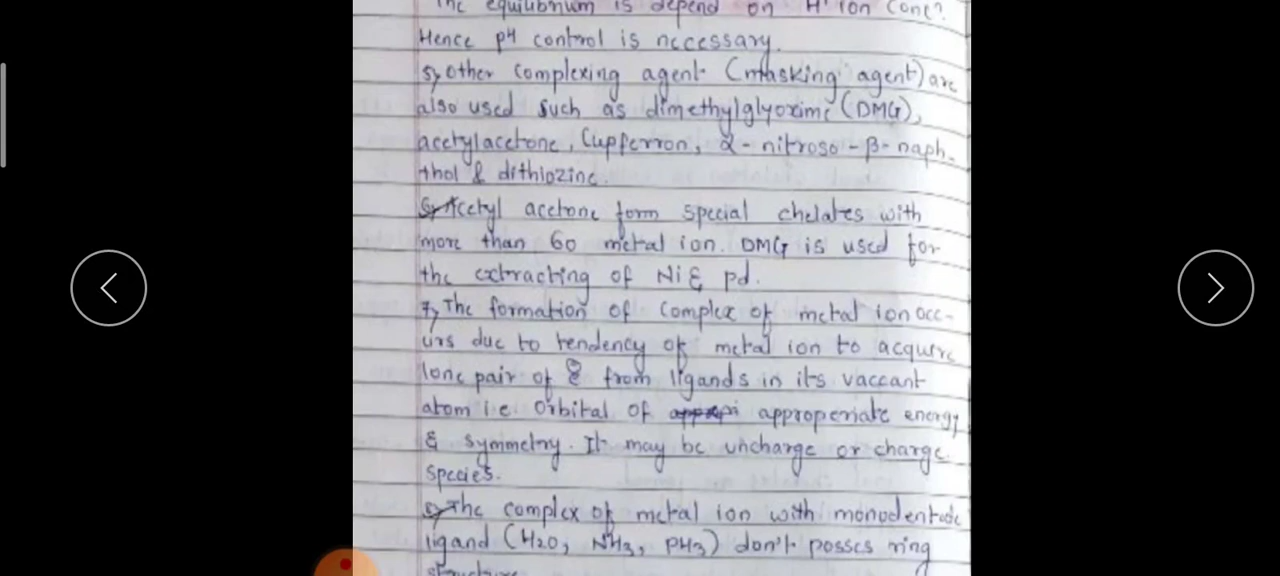 The equilibrium is depend on H⁺ ion conc?.
Hence pH control is neccessary.
5, Other complexing agent (masking agent) are
also used such as dimethylglyoxime (DMG),
acetylacetone, Cupferron, α - nitroso - β - naph-
thol & dithiozine.
6, Acetyl acetone form special chelates with
more than 60 metal ion. DMG is used for
the extracting of Ni & pd.
7, The formation of complex of metal ion occ-
urs due to tendency of metal ion to acquire
lone pair of e̅ from ligands in its vaccant
atom i.e orbital of approperiate energy
& symmetry. It may be uncharge or charge
species.
8, The complex of metal ion with monodentate
ligand (H2O, NH3, PH3) don't posses ring
structure